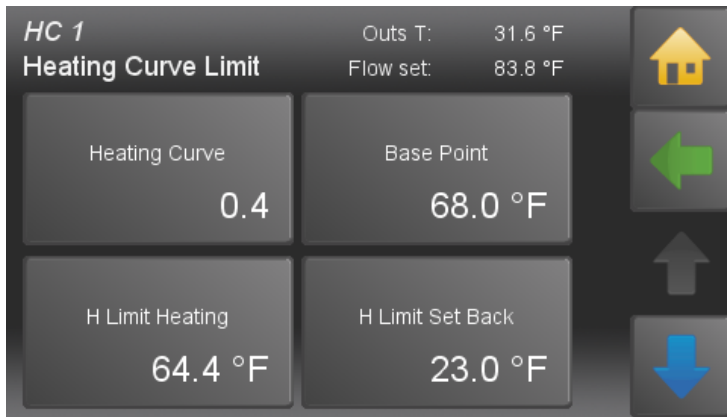 HC 1
Outs T: 31.6 °F
Heating Curve Limit
Flow set: 83.8 °F
Heating Curve
0.4
Base Point
68.0 °F
H Limit Heating
64.4 °F
H Limit Set Back
23.0 °F